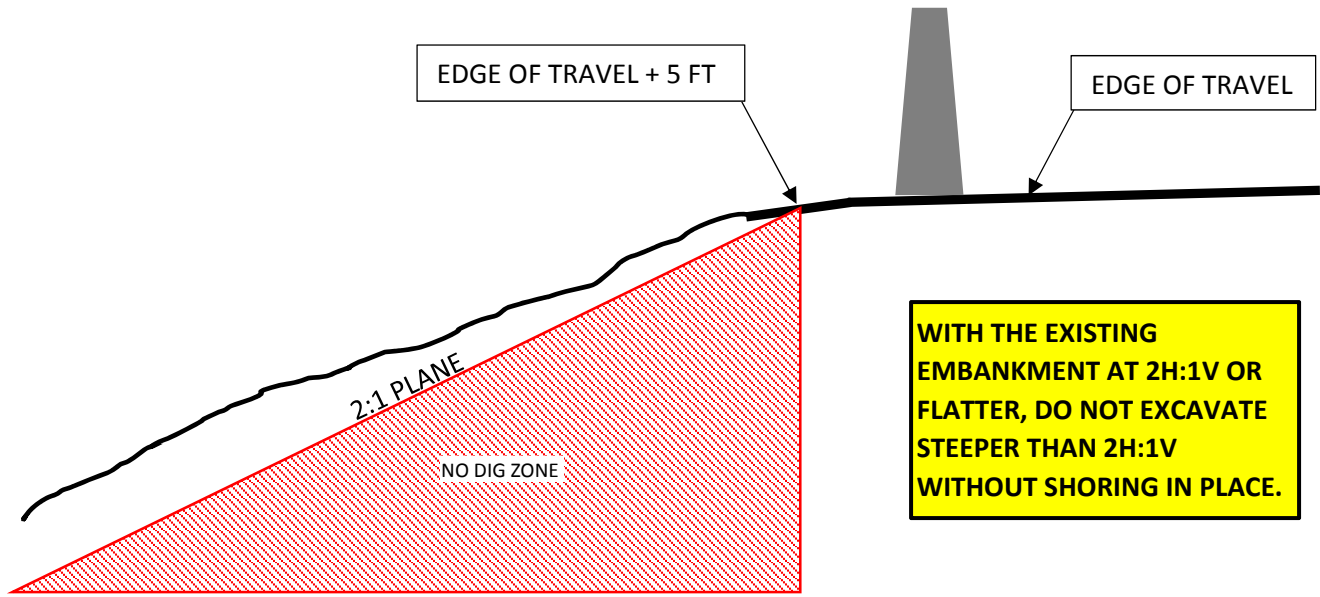 EDGE OF TRAVEL + 5 FT
EDGE OF TRAVEL
2:1 PLANE
NO DIG ZONE
WITH THE EXISTING
EMBANKMENT AT 2H:1V OR
FLATTER, DO NOT EXCAVATE
STEEPER THAN 2H:1V
WITHOUT SHORING IN PLACE.